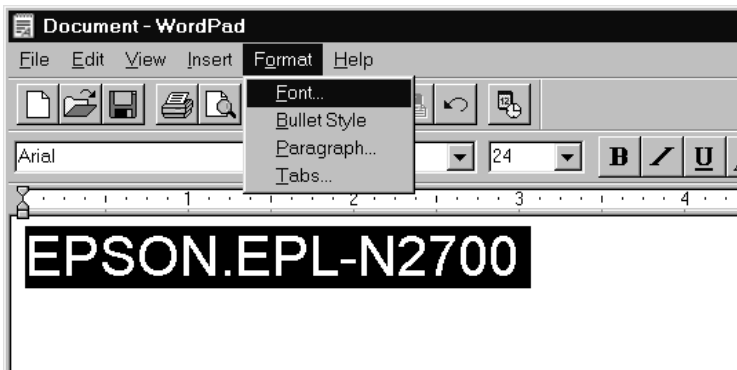 Document - WordPad
File Edit View Insert Format Help
Font...
Bullet Style
Paragraph...
Tabs...
Arial 24 B / U
1 2 3 4
EPSON.EPL-N2700